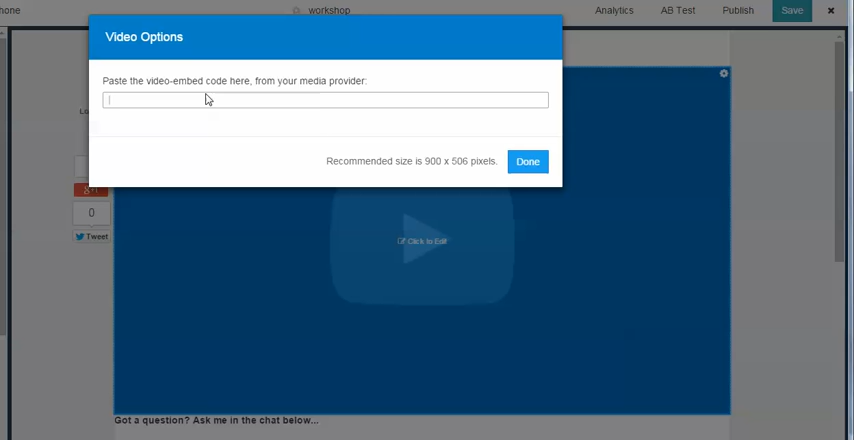 hone
workshop
Analytics
AB Test
Publish
Save
Video Options
Paste the video-embed code here, from your media provider:
Recommended size is 900 x 506 pixels.
Done
0
Tweet
Click to Edit
Got a question? Ask me in the chat below...